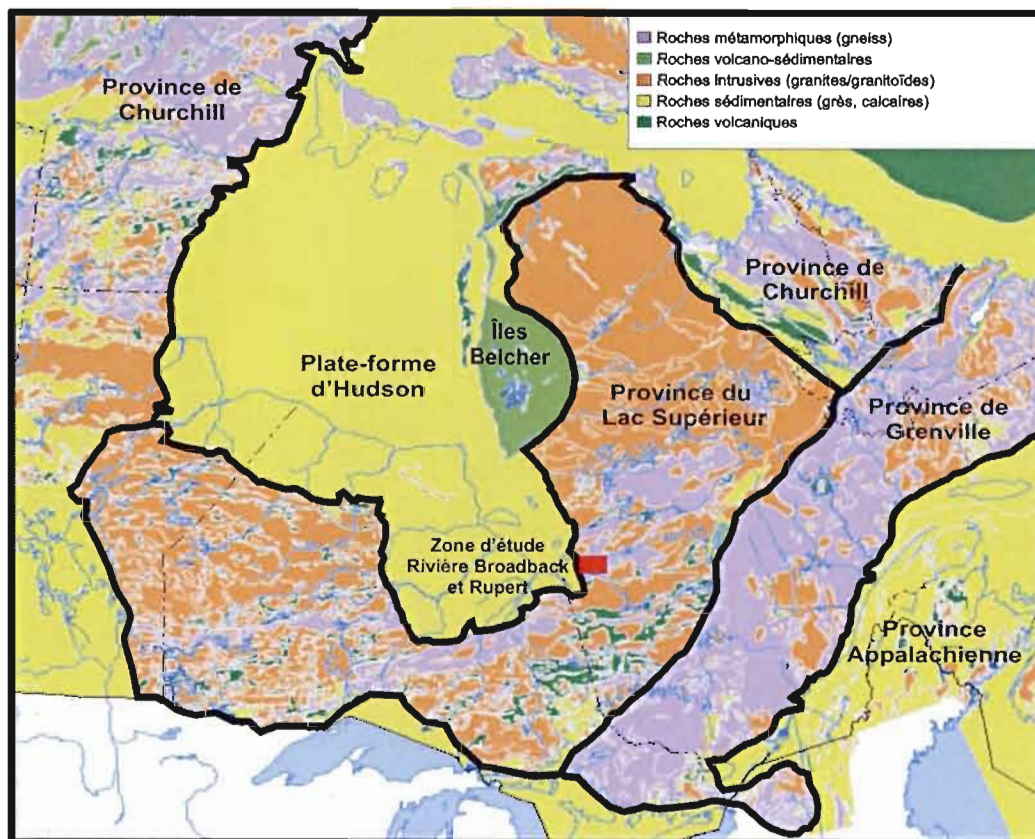 Roches métamorphiques (gneiss)
Roches volcano-sédimentaires
Roches Intrusives (granites/granitoïdes)
Roches sédimentaires (grès, calcaires)
Roches volcaniques
Province de
Churchill
Province de
Churchill
Îles
Belcher
Plate-forme
d'Hudson
Province du
Lac Supérieur
Province de
Grenville
Zone d'étude
Rivière Broadback
et Rupert
Province
Appalachienne